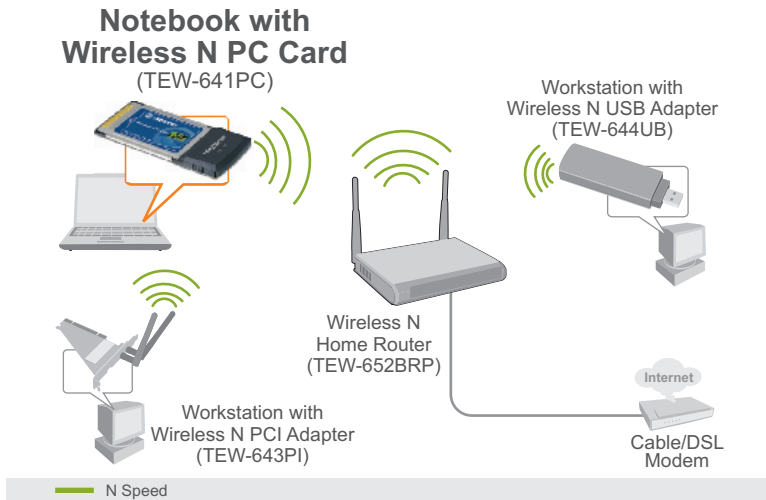 Notebook with
Wireless N PC Card
(TEW-641PC)
Workstation with
Wireless N USB Adapter
(TEW-644UB)
Wireless N
Home Router
(TEW-652BRP)
Internet
Workstation with
Wireless N PCI Adapter
(TEW-643PI)
Cable/DSL
Modem
N Speed